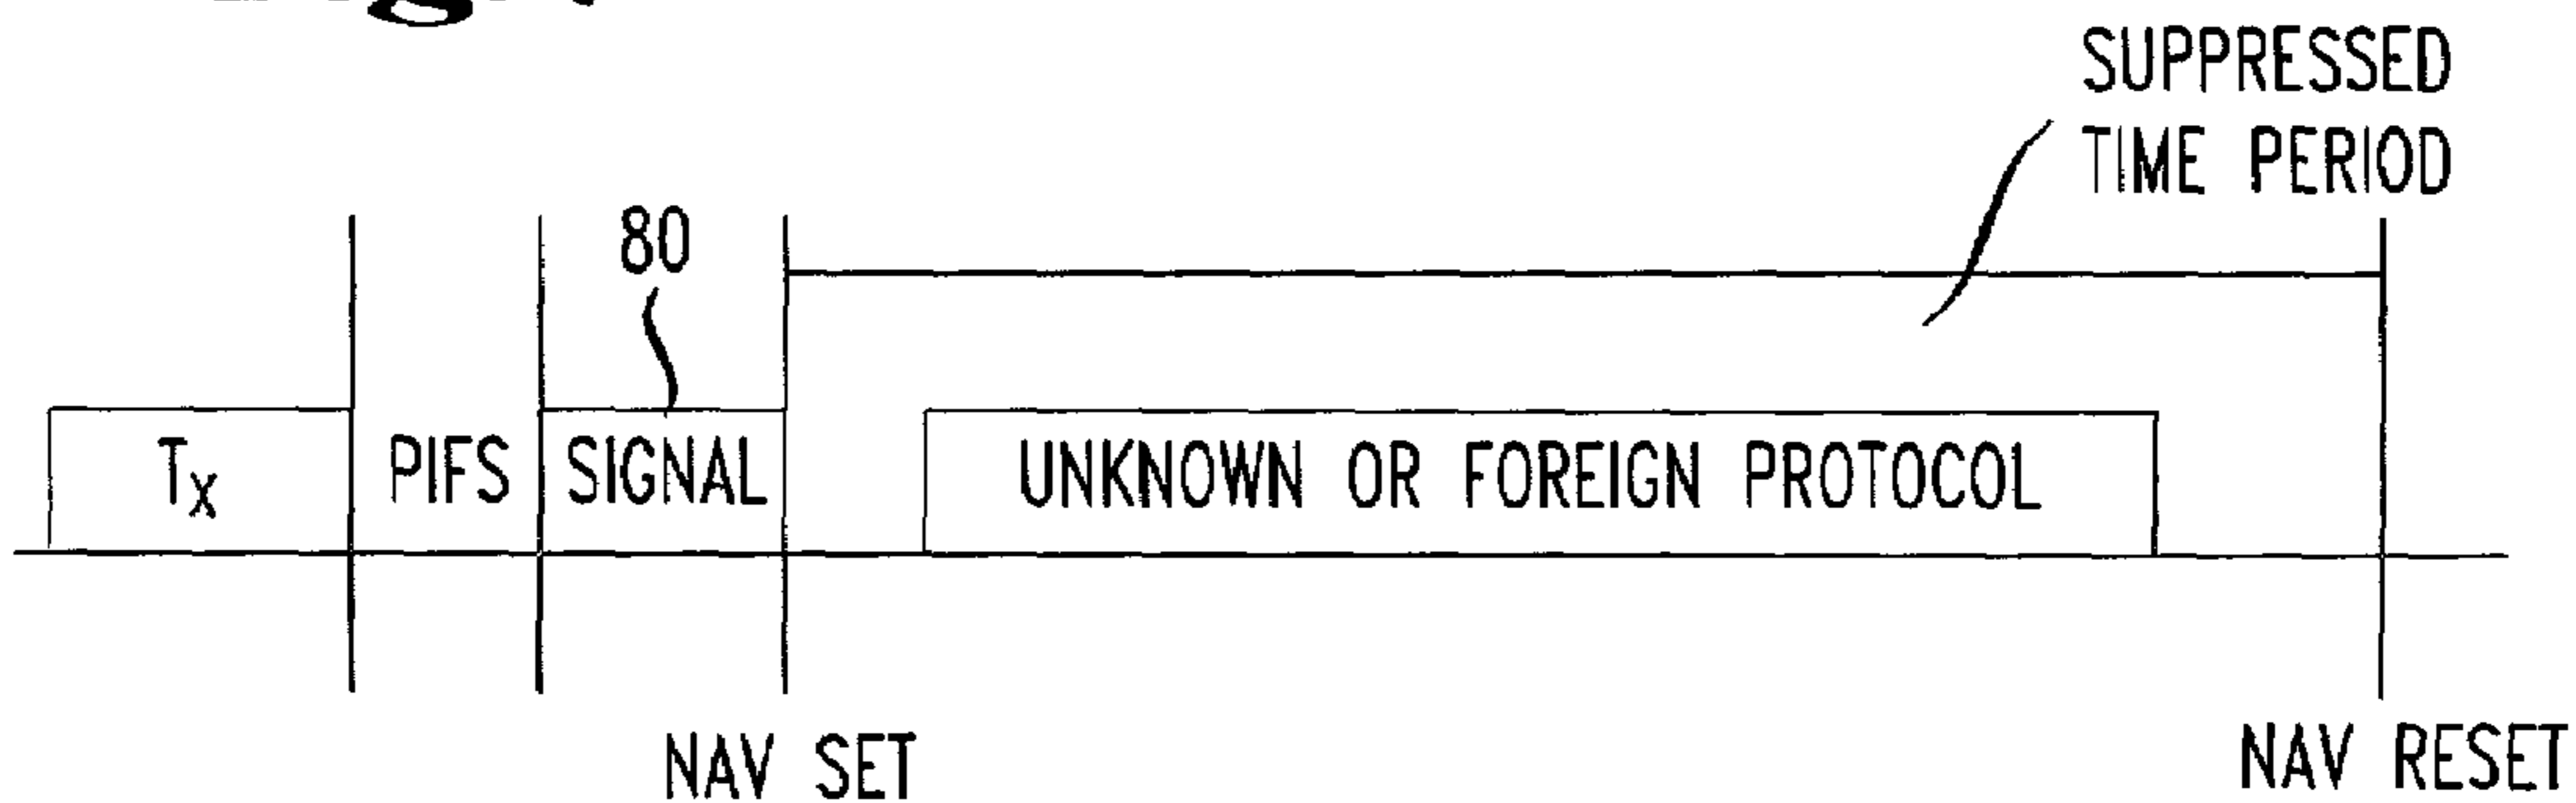 SUPPRESSED
TIME PERIOD
80
Tx PIFS SIGNAL UNKNOWN OR FOREIGN PROTOCOL
NAV SET NAV RESET